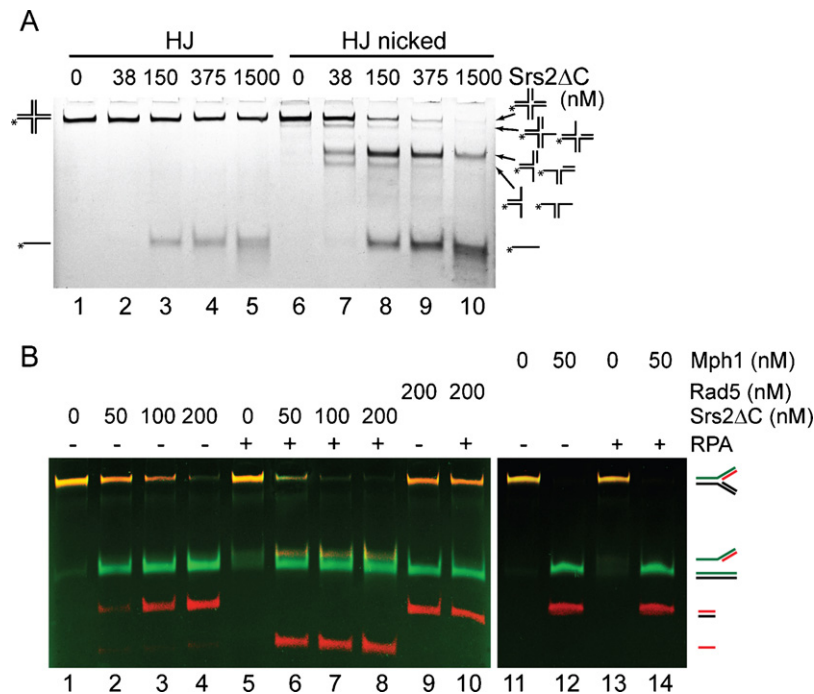 A
HJ HJ nicked
0 38 150 375 1500 0 38 150 375 1500 Srs2ΔC
(nM)
* *
*
*
*
* *
* *
* *
1 2 3 4 5 6 7 8 9 10
B
0 50 0 50 Mph1 (nM)
200 200 Rad5 (nM)
0 50 100 200 0 50 100 200 Srs2ΔC (nM)
- - - - + + + + - + - - + + RPA
1 2 3 4 5 6 7 8 9 10 11 12 13 14